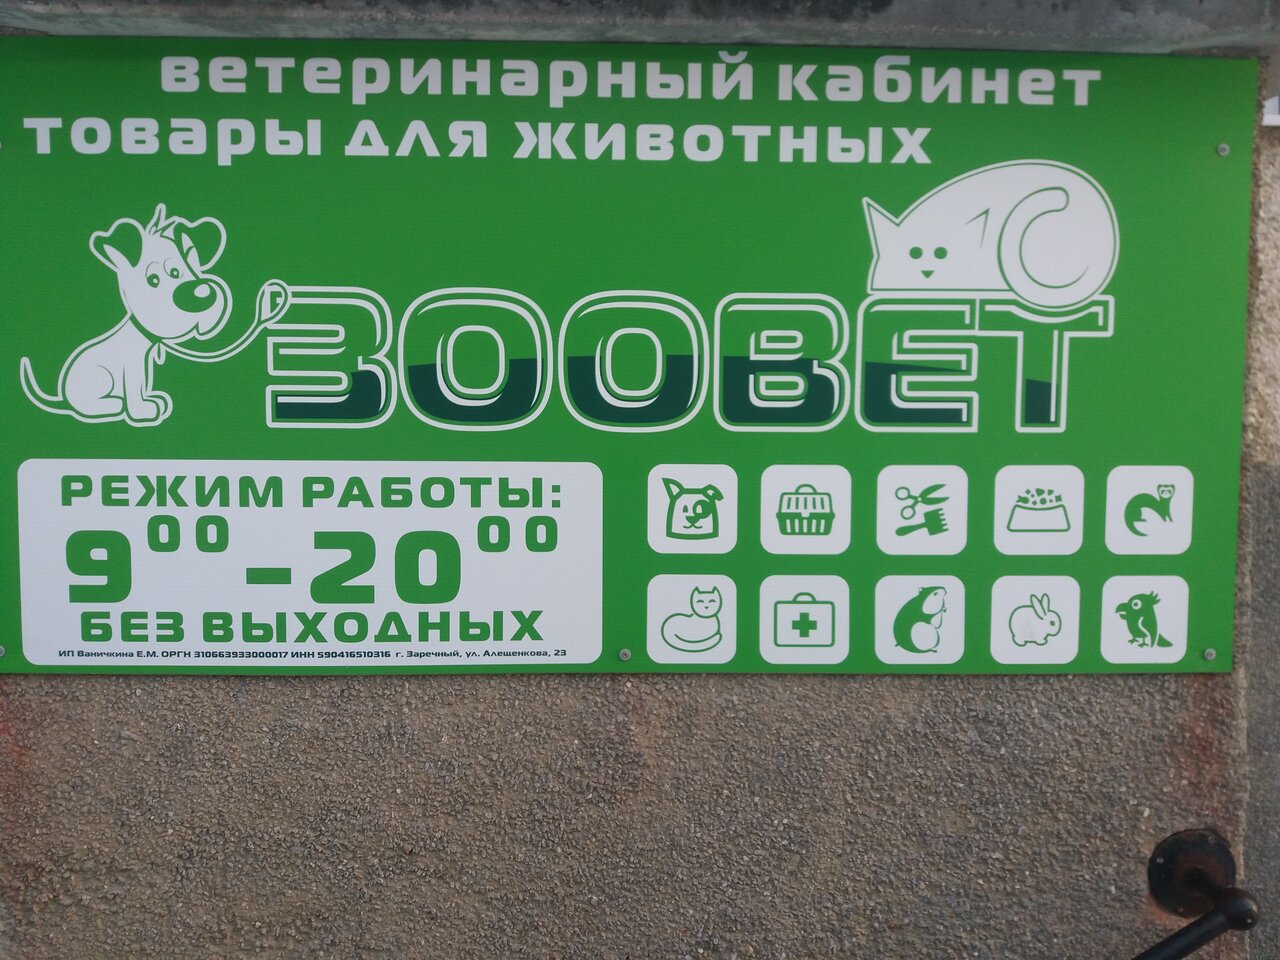 ветеринарный кабинет
товары для животных
ЗООВЕТ
РЕЖИМ РАБОТЫ:
9⁰⁰-20⁰⁰
БЕЗ ВЫХОДНЫХ
ИП Ваничкина Е.М. ОРГН 310663933000017 ИНН 590416510316 г. Заречный, ул. Алещенкова, 23